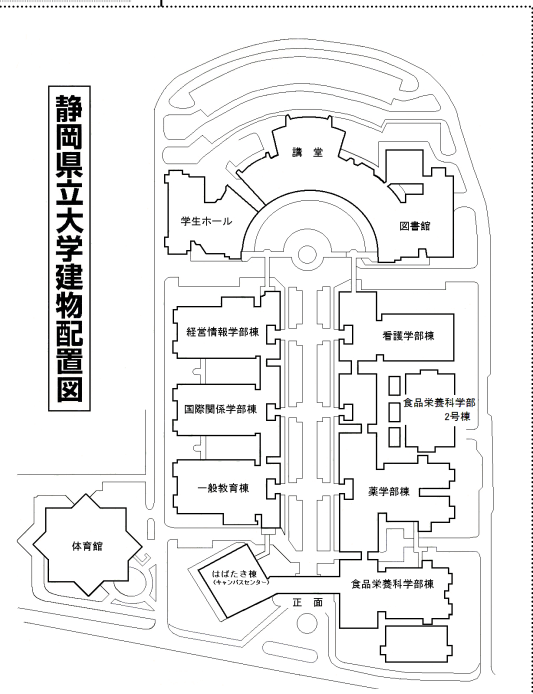 静岡県立大学建物配置図
講 堂
学生ホール
図書館
経営情報学部棟
看護学部棟
食品栄養科学部
2号棟
国際関係学部棟
一般教育棟
薬学部棟
体育館
はばたき棟
(キャンパスセンター)
食品栄養科学部棟
正 面